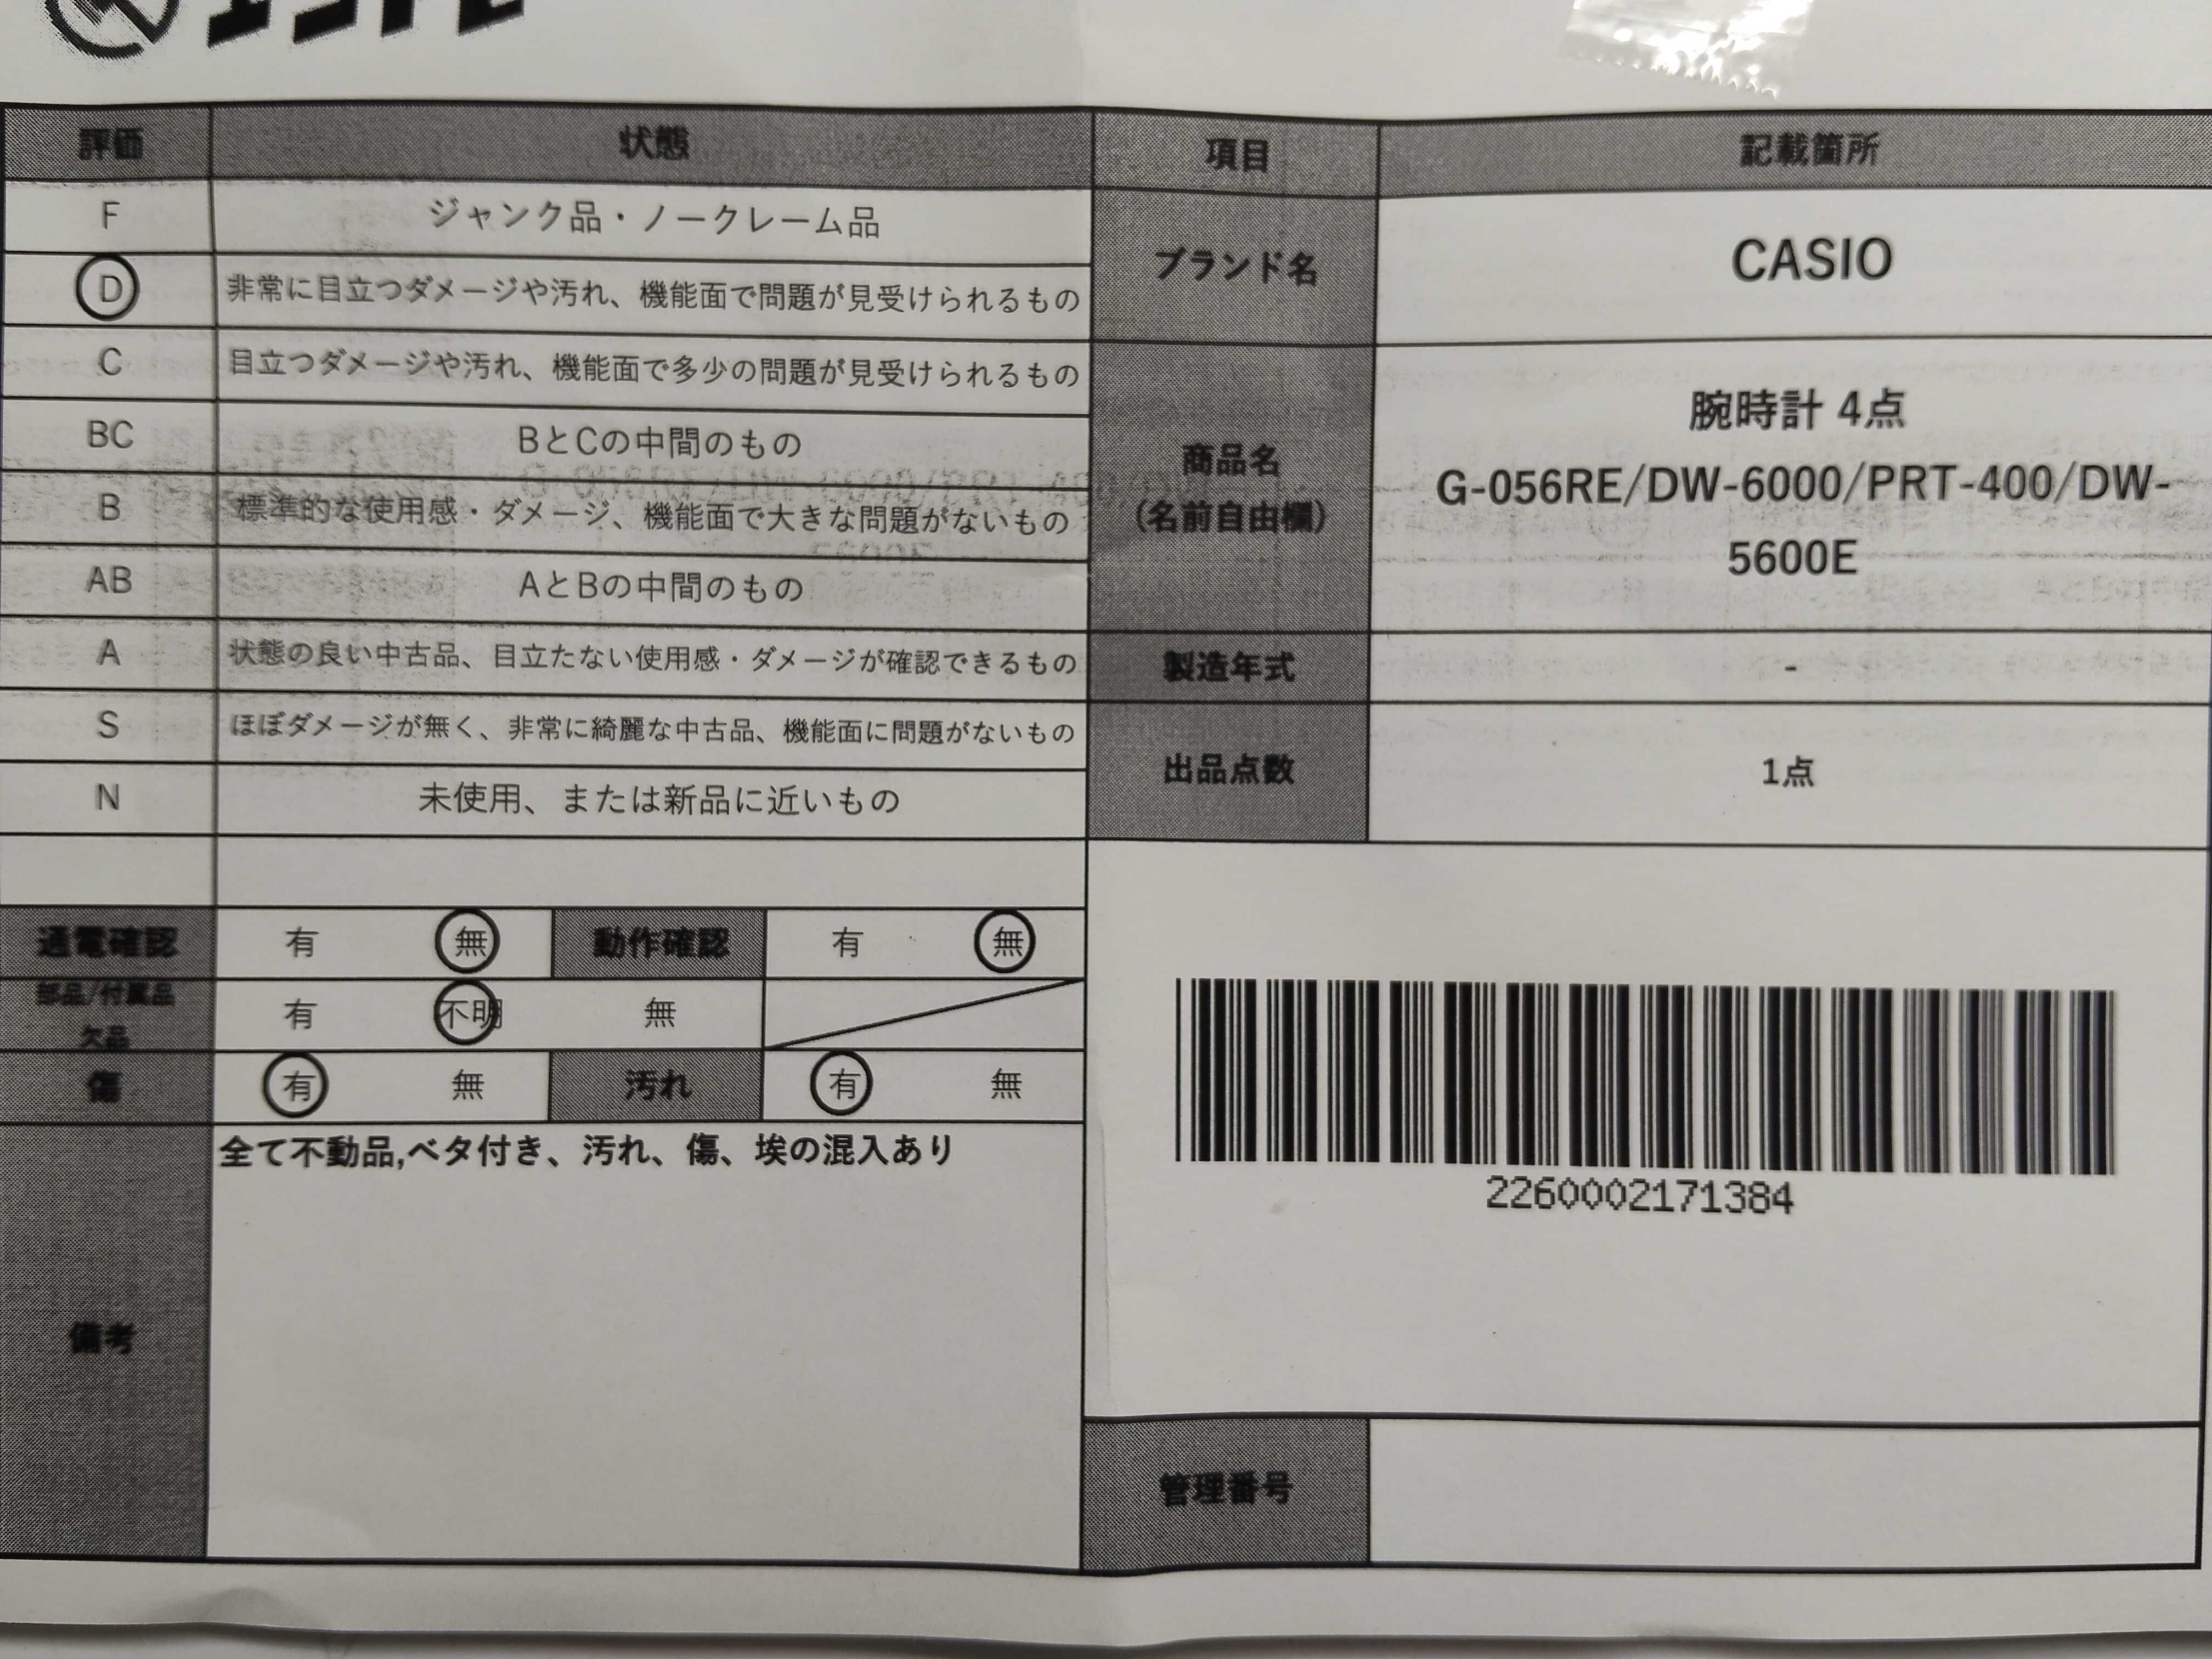 評価 状態
F ジャンク品・ノークレーム品
D 非常に目立つダメージや汚れ、機能面で問題が見受けられるもの
C 目立つダメージや汚れ、機能面で多少の問題が見受けられるもの
BC BとCの中間のもの
B 標準的な使用感・ダメージ、機能面で大きな問題がないもの
AB AとBの中間のもの
A 状態の良い中古品、目立たない使用感・ダメージが確認できるもの
S ほぼダメージが無く、非常に綺麗な中古品、機能面に問題がないもの
N 未使用、または新品に近いもの
通電確認 有 無 動作確認 有 無
部品/付属品
欠品 有 不明 無
傷 有 無 汚れ 有 無
備考 全て不動品,ベタ付き、汚れ、傷、埃の混入あり
項目 記載箇所
ブランド名 CASIO
商品名
(名前自由欄)
腕時計 4点
G-056RE/DW-6000/PRT-400/DW-
5600E
製造年式 -
出品点数 1点
2260002171384
管理番号